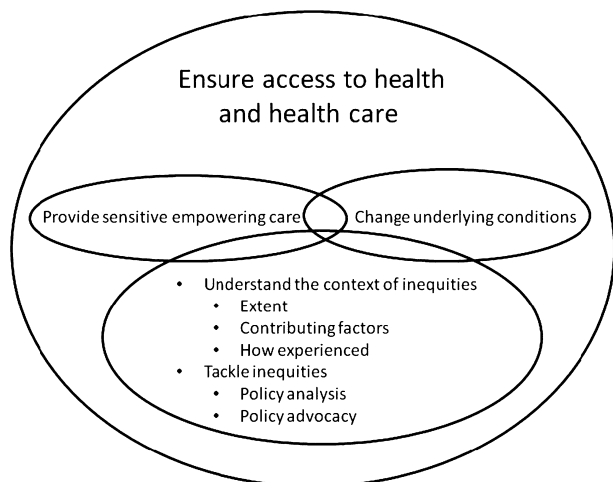 Ensure access to health
and health care
Provide sensitive empowering care
Change underlying conditions
• Understand the context of inequities
• Extent
• Contributing factors
• How experienced
• Tackle inequities
• Policy analysis
• Policy advocacy